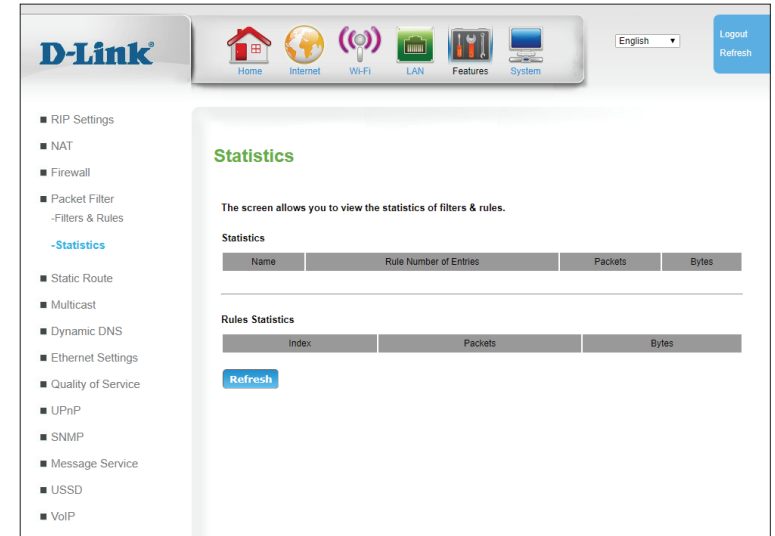 D-Link
Home Internet Wi-Fi LAN Features System
English
Logout
Refresh
RIP Settings
NAT
Firewall
Packet Filter
-Filters & Rules
-Statistics
Static Route
Multicast
Dynamic DNS
Ethernet Settings
Quality of Service
UPnP
SNMP
Message Service
USSD
VoIP
Statistics
The screen allows you to view the statistics of filters & rules.
Statistics
Name Rule Number of Entries Packets Bytes
Rules Statistics
Index Packets Bytes
Refresh